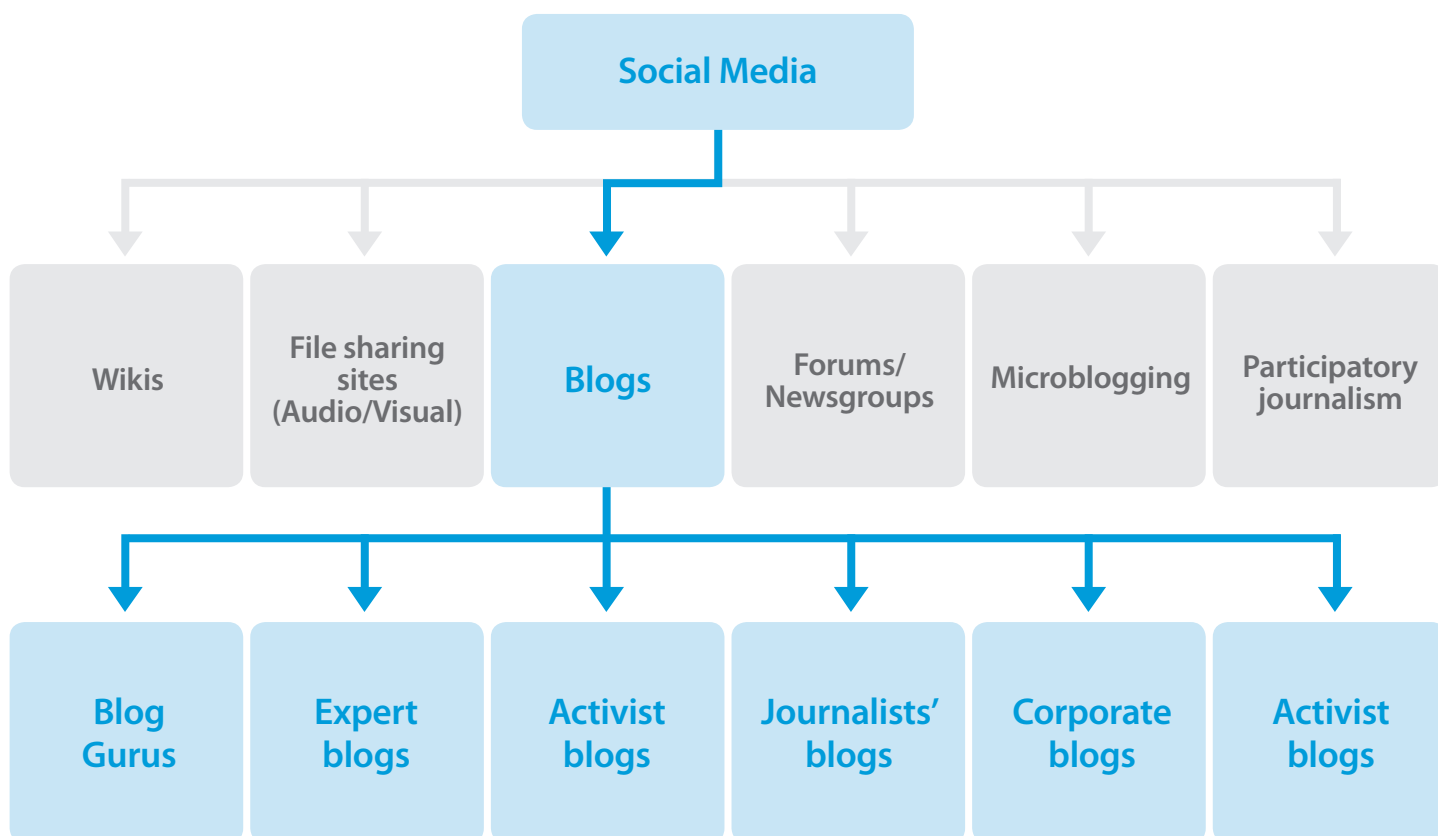 Social Media
Wikis
File sharing
sites
(Audio/Visual)
Blogs
Forums/
Newsgroups
Microblogging
Participatory
journalism
Blog
Gurus
Expert
blogs
Activist
blogs
Journalists’
blogs
Corporate
blogs
Activist
blogs